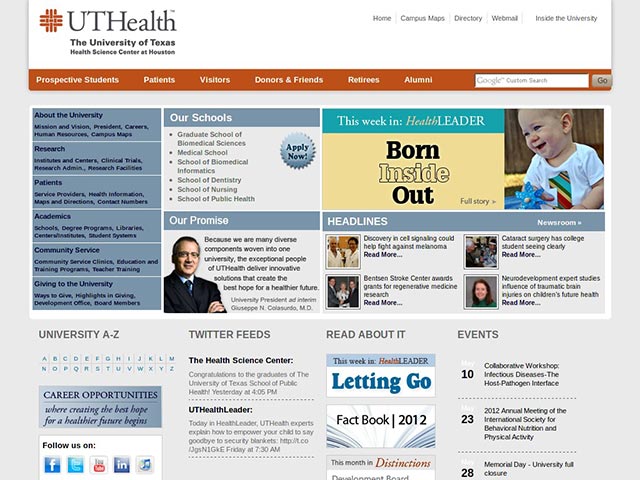 UTHealth™
The University of Texas
Health Science Center at Houston
Home
Campus Maps
Directory
Webmail
Inside the University
Prospective Students
Patients
Visitors
Donors & Friends
Retirees
Alumni
Google™ Custom Search
Go
About the University
Mission and Vision, President, Careers,
Human Resources, Campus Maps
Research
Institutes and Centers, Clinical Trials,
Research Admin., Research Facilities
Patients
Service Providers, Health Information,
Maps and Directions, Contact Numbers
Academics
Schools, Degree Programs, Libraries,
Centers/Institutes, Student Systems
Community Service
Community Service Clinics, Education and
Training Programs, Teacher Training
Giving to the University
Ways to Give, Highlights in Giving,
Development Office, Board Members
Our Schools
Graduate School of
Biomedical Sciences
Medical School
School of Biomedical
Informatics
School of Dentistry
School of Nursing
School of Public Health
Apply
Now!
Our Promise
Because we are many diverse
components woven into one
university, the exceptional people
of UTHealth deliver innovative
solutions that create the
best hope for a healthier future.
University President ad interim
Giuseppe N. Colasurdo, M.D.
This week in: HealthLEADER
Born
Inside
Out
Full story
HEADLINES
Newsroom »
Discovery in cell signaling could
help fight against melanoma
Read More...
Cataract surgery has college
student seeing clearly
Read More...
Bentsen Stroke Center awards
grants for regenerative medicine
research
Read More...
Neurodevelopment expert studies
influence of traumatic brain
injuries on children's future health
Read More...
UNIVERSITY A-Z
A B C D E F G H I J K L M
N O P Q R S T U V W X Y Z
CAREER OPPORTUNITIES
where creating the best hope
for a healthier future begins
Follow us on:
TWITTER FEEDS
The Health Science Center:
Congratulations to the graduates of The
University of Texas School of Public
Health! Yesterday at 4:05 PM
UTHealthLeader:
Today in HealthLEADER, UTHealth experts
explain how to empower your child to say
goodbye to security blankets: http://t.co
/JgsN1GkE Friday at 7:30 AM
READ ABOUT IT
This week in: HealthLEADER
Letting Go
Fact Book | 2012
This month in Distinctions
Development Board
EVENTS
10
Collaborative Workshop:
Infectious Diseases-The
Host-Pathogen Interface
23
2012 Annual Meeting of the
International Society for
Behavioral Nutrition and
Physical Activity
28
Memorial Day - University full
closure